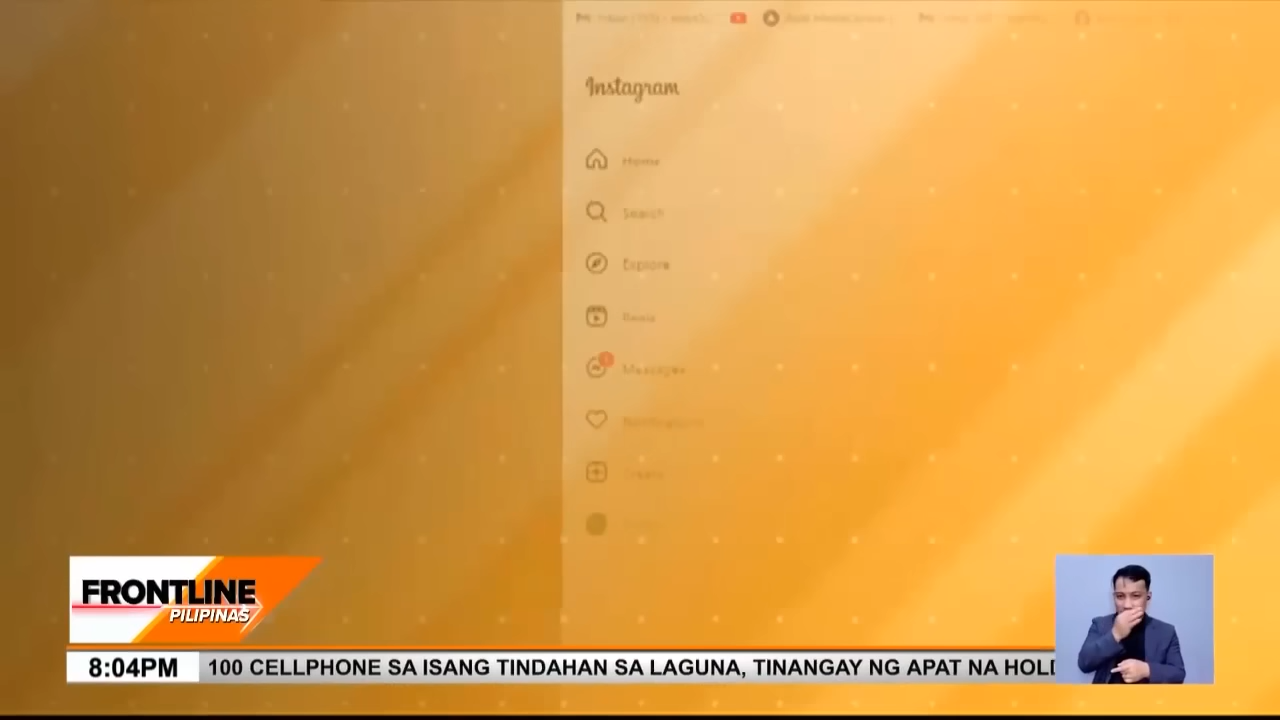 Instagram
Home
Search
Explore
Reels
Messages
FRONTLINE
PILIPINAS
8:04PM
100 CELLPHONE SA ISANG TINDAHAN SA LAGUNA, TINANGAY NG APAT NA HOLD